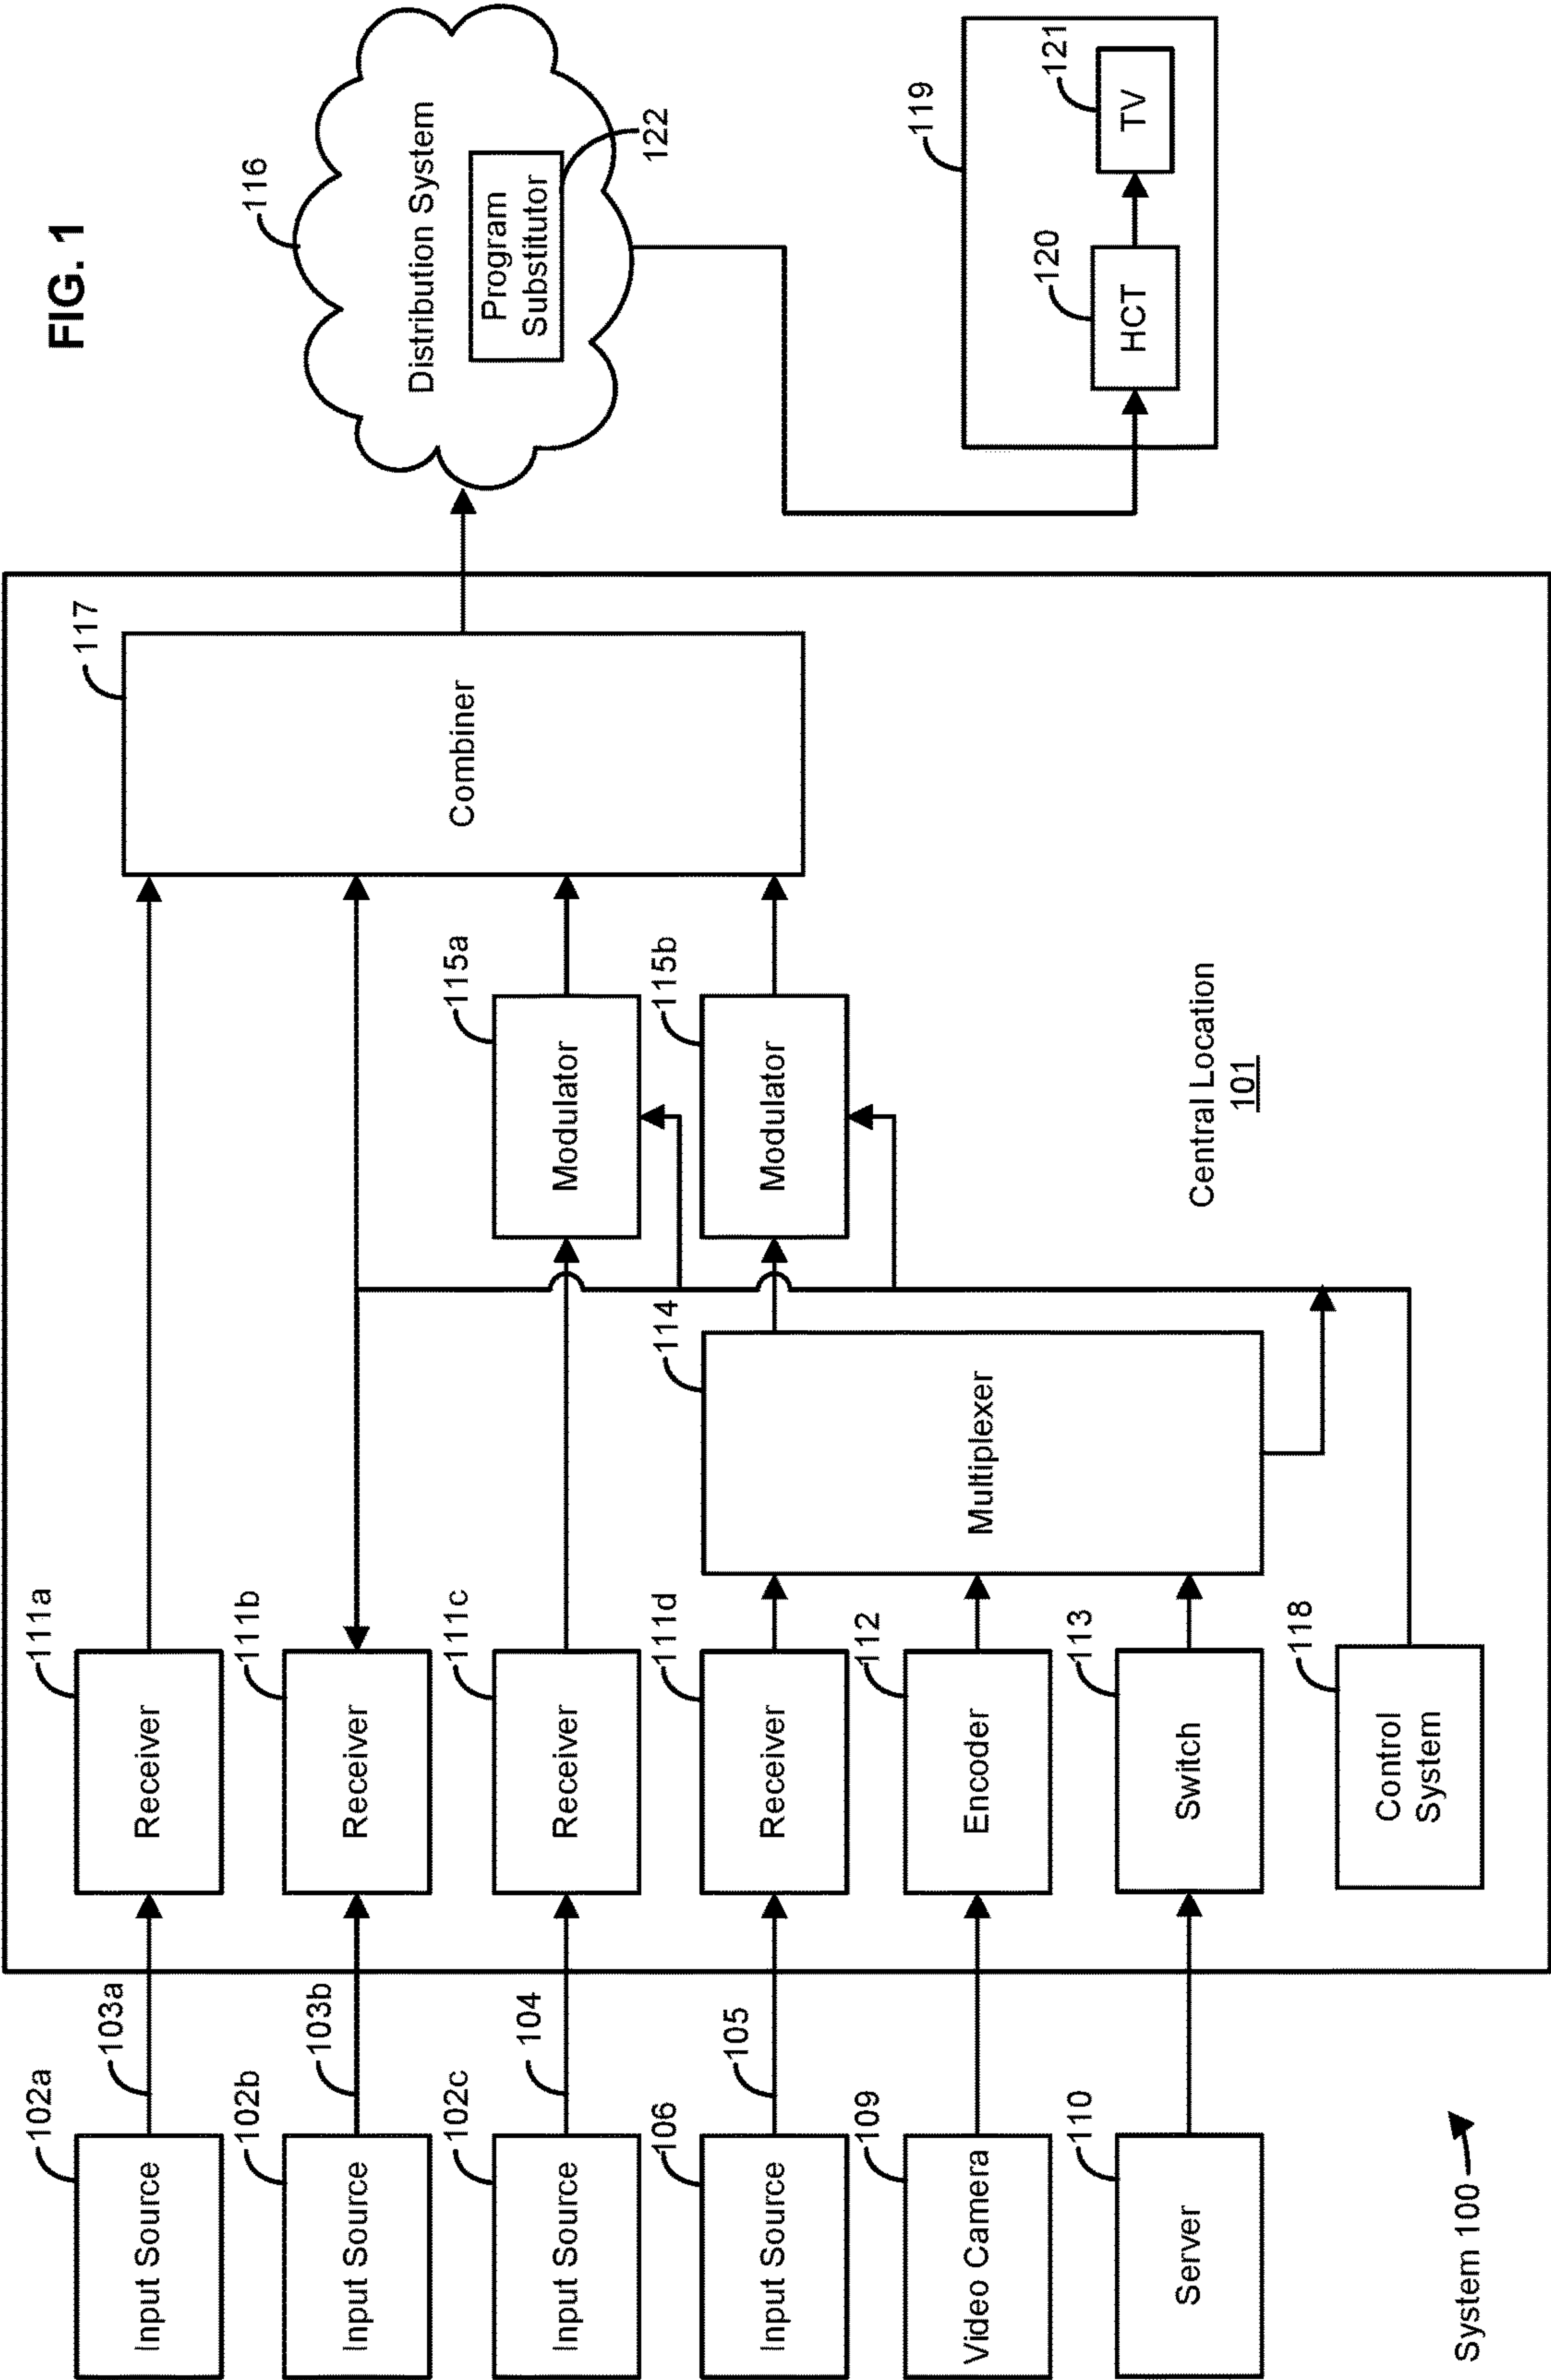 FIG. 1
102a
Input Source
103a
111a
Receiver
117
Combiner
116
Distribution System
Program
Substitutor
122
102b
Input Source
103b
111b
Receiver
102c
Input Source
104
111c
Receiver
115a
Modulator
106
Input Source
105
111d
Receiver
114
Multiplexer
115b
Modulator
109
Video Camera
112
Encoder
110
Server
113
Switch
118
Control
System
Central Location
101
119
120
HCT
121
TV
System 100